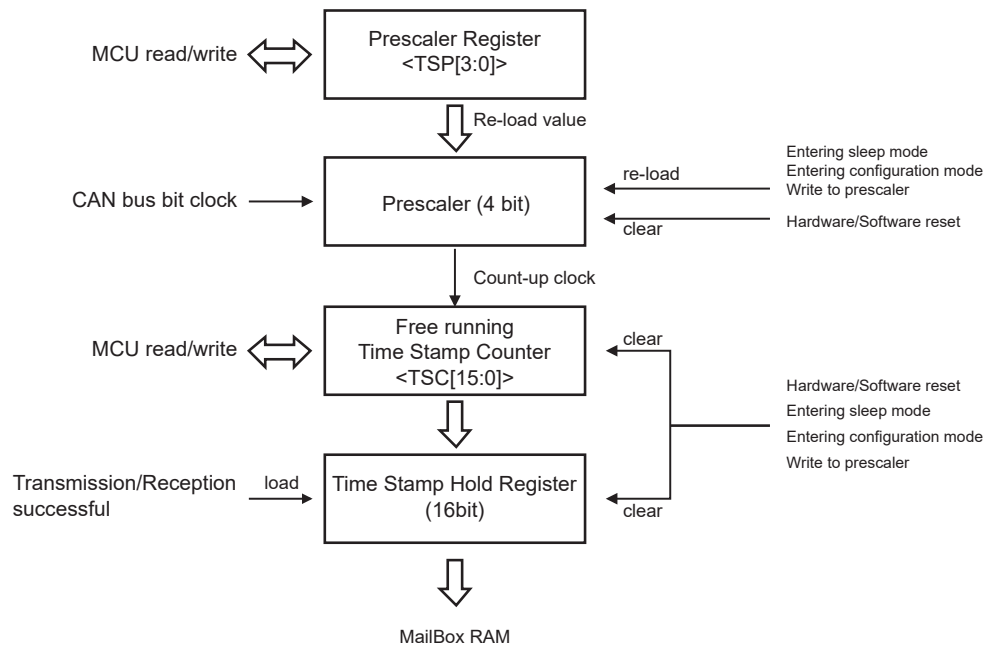 Prescaler Register
<TSP[3:0]>
MCU read/write
Re-load value
Prescaler (4 bit)
CAN bus bit clock
re-load
Entering sleep mode
Entering configuration mode
Write to prescaler
clear
Hardware/Software reset
Count-up clock
Free running
Time Stamp Counter
<TSC[15:0]>
MCU read/write
clear
Hardware/Software reset
Entering sleep mode
Entering configuration mode
Write to prescaler
Transmission/Reception
successful
load
Time Stamp Hold Register
(16bit)
clear
MailBox RAM